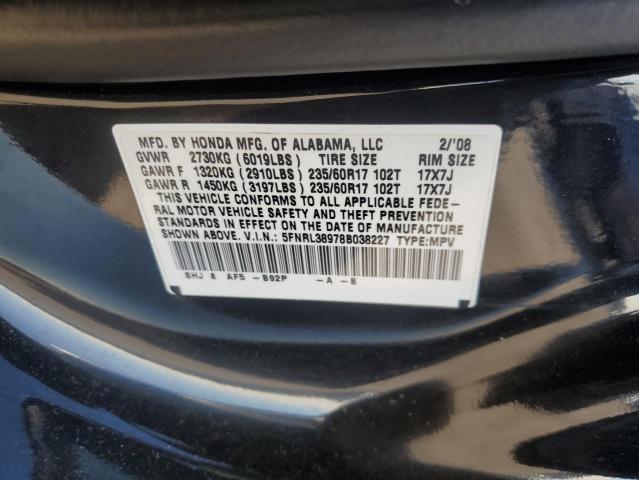 MFD. BY HONDA MFG. OF ALABAMA, LLC 2/'08
GVWR 2730KG (6019LBS) TIRE SIZE RIM SIZE
GAWR F 1320KG (2910LBS) 235/60R17 102T 17X7J
GAWR R 1450KG (3197LBS) 235/60R17 102T 17X7J
THIS VEHICLE CONFORMS TO ALL APPLICABLE FEDE-
RAL MOTOR VEHICLE SAFETY AND THEFT PREVENTION
STANDARDS IN EFFECT ON THE DATE OF MANUFACTURE
SHOWN ABOVE. V.I.N.: 5FNRL38978B038227 TYPE:MPV
SHJ 8 AF5 -B92P -A-B